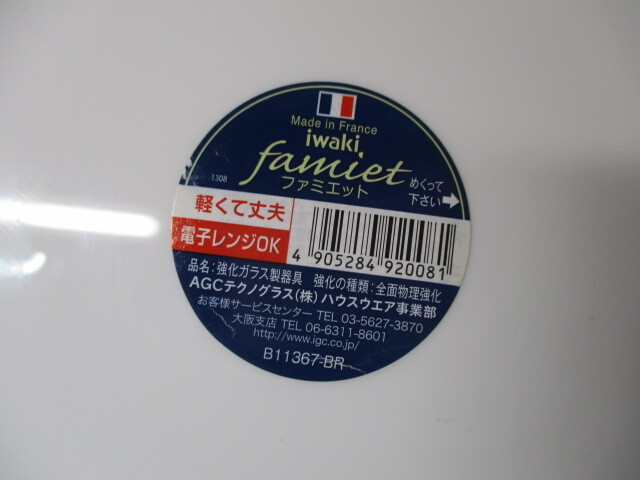 Made in France
iwaki
famiet
ファミエット
1308
めくって
下さい
軽くて丈夫
電子レンジOK
4 905284 920081
品名:強化ガラス製器具 強化の種類:全面物理強化
AGCテクノグラス(株) ハウスウエア事業部
お客様サービスセンター TEL 03-5627-3870
大阪支店 TEL 06-6311-8601
http://www.igc.co.jp/
B11367-BR